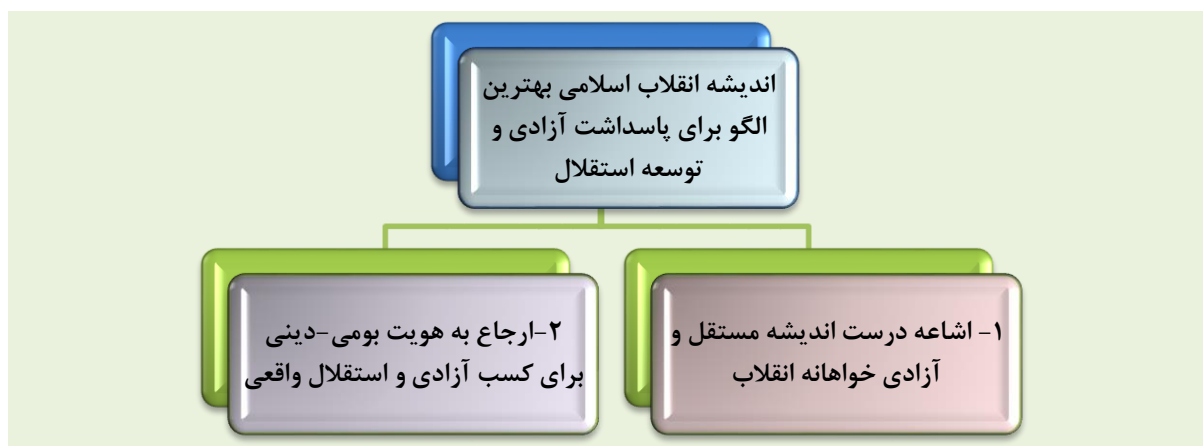 اندیشه انقلاب اسلامی بهترین
الگو برای پاسداشت آزادی و
توسعه استقلال
۱- اشاعه درست اندیشه مستقل و
آزادی خواهانه انقلاب
۲-ارجاع به هویت بومی-دینی
برای کسب آزادی و استقلال واقعی